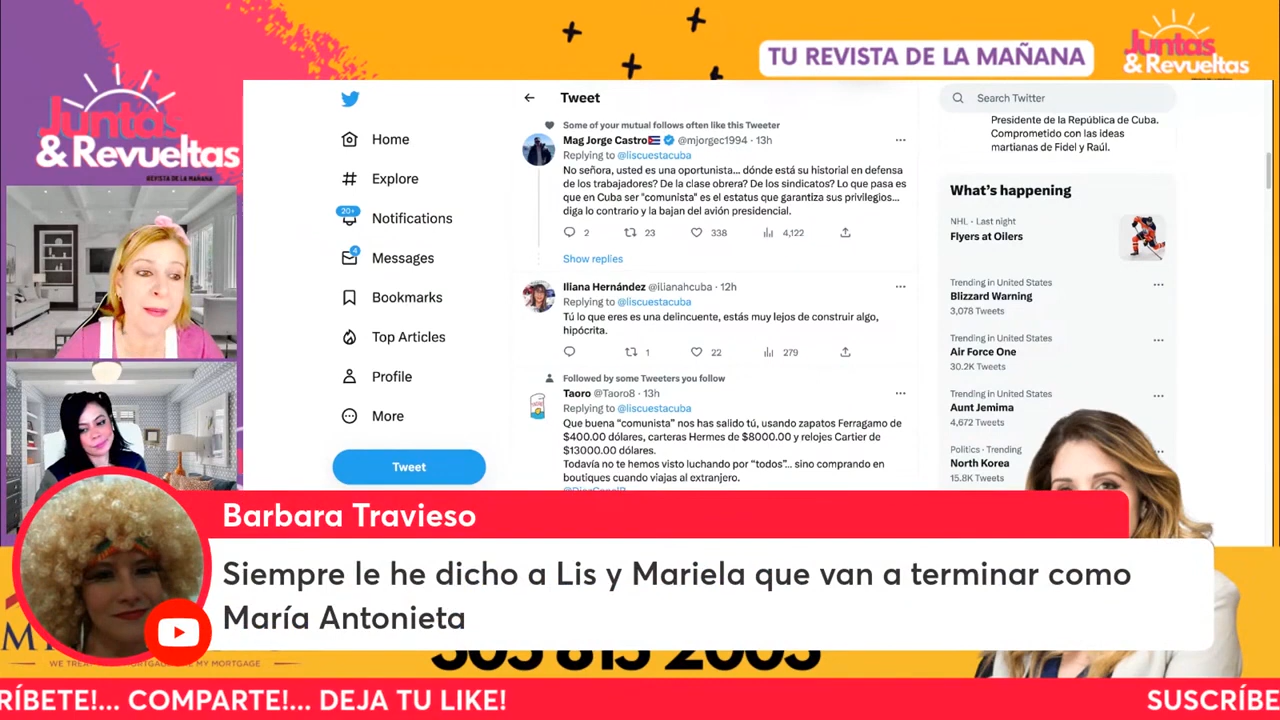 TU REVISTA DE LA MAÑANA
Juntas
& Revueltas
Juntas
& Revueltas
REVISTA DE LA MAÑANA
Home
Explore
20+
Notifications
4
Messages
Bookmarks
Top Articles
Profile
More
Tweet
Tweet
Some of your mutual follows often like this Tweeter
Mag Jorge Castro🇨🇺 @mjorgec1994 · 13h
Replying to @liscuestacuba
No señora, usted es una oportunista... dónde está su historial en defensa
de los trabajadores? De la clase obrera? De los sindicatos? Lo que pasa es
que en Cuba ser "comunista" es el estatus que garantiza sus privilegios...
diga lo contrario y la bajan del avión presidencial.
2 23 338 4,122
Show replies
Iliana Hernández @ilianahcuba · 12h
Replying to @liscuestacuba
Tú lo que eres es una delincuente, estás muy lejos de construir algo,
hipócrita.
1 22 279
Followed by some Tweeters you follow
Taoro @Taoro8 · 13h
Replying to @liscuestacuba
Que buena "comunista" nos has salido tú, usando zapatos Ferragamo de
$400.00 dólares, carteras Hermes de $8000.00 y relojes Cartier de
$13000.00 dólares.
Todavía no te hemos visto luchando por "todos"... sino comprando en
boutiques cuando viajas al extranjero.
Search Twitter
Presidente de la República de Cuba.
Comprometido con las ideas
martianas de Fidel y Raúl.
What's happening
NHL · Last night
Flyers at Oilers
Trending in United States
Blizzard Warning
3,078 Tweets
Trending in United States
Air Force One
30.2K Tweets
Trending in United States
Aunt Jemima
4,672 Tweets
Politics · Trending
North Korea
15.8K Tweets
Barbara Travieso
Siempre le he dicho a Lis y Mariela que van a terminar como
María Antonieta
305 815 2005
RÍBETE!... COMPARTE!... DEJA TU LIKE!
SUSCRÍBE